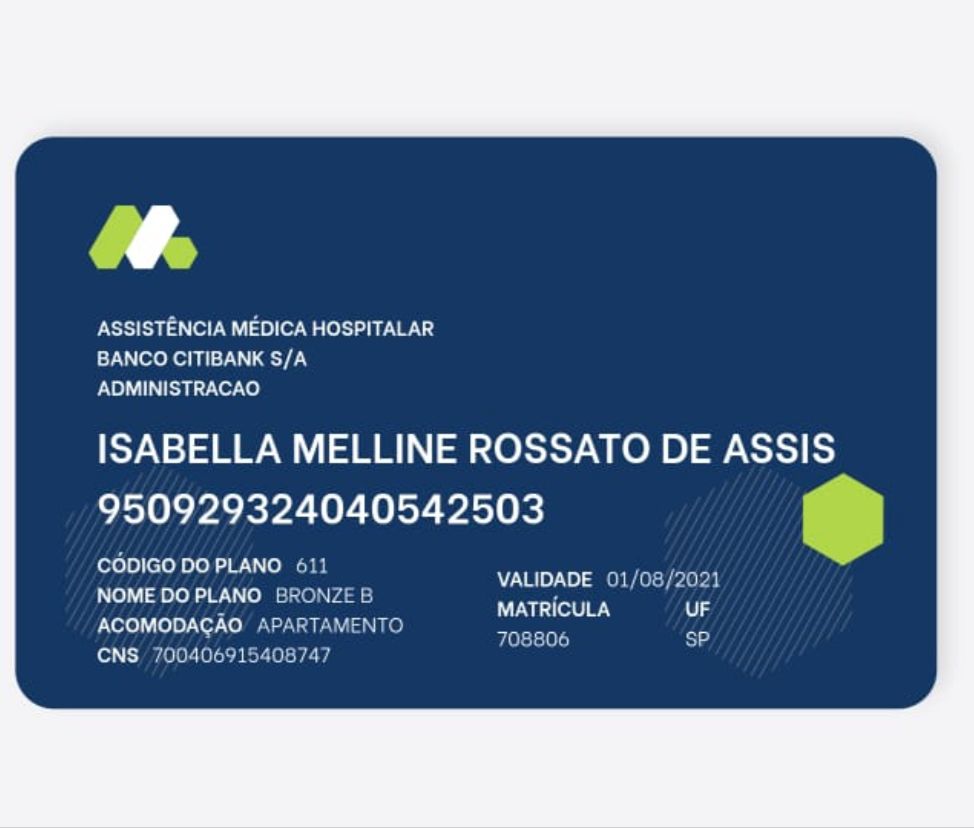 ASSISTÊNCIA MÉDICA HOSPITALAR
BANCO CITIBANK S/A
ADMINISTRACAO
ISABELLA MELLINE ROSSATO DE ASSIS
950929324040542503
CÓDIGO DO PLANO 611
NOME DO PLANO BRONZE B
ACOMODAÇÃO APARTAMENTO
CNS 700406915408747
VALIDADE 01/08/2021
MATRÍCULA UF
708806 SP